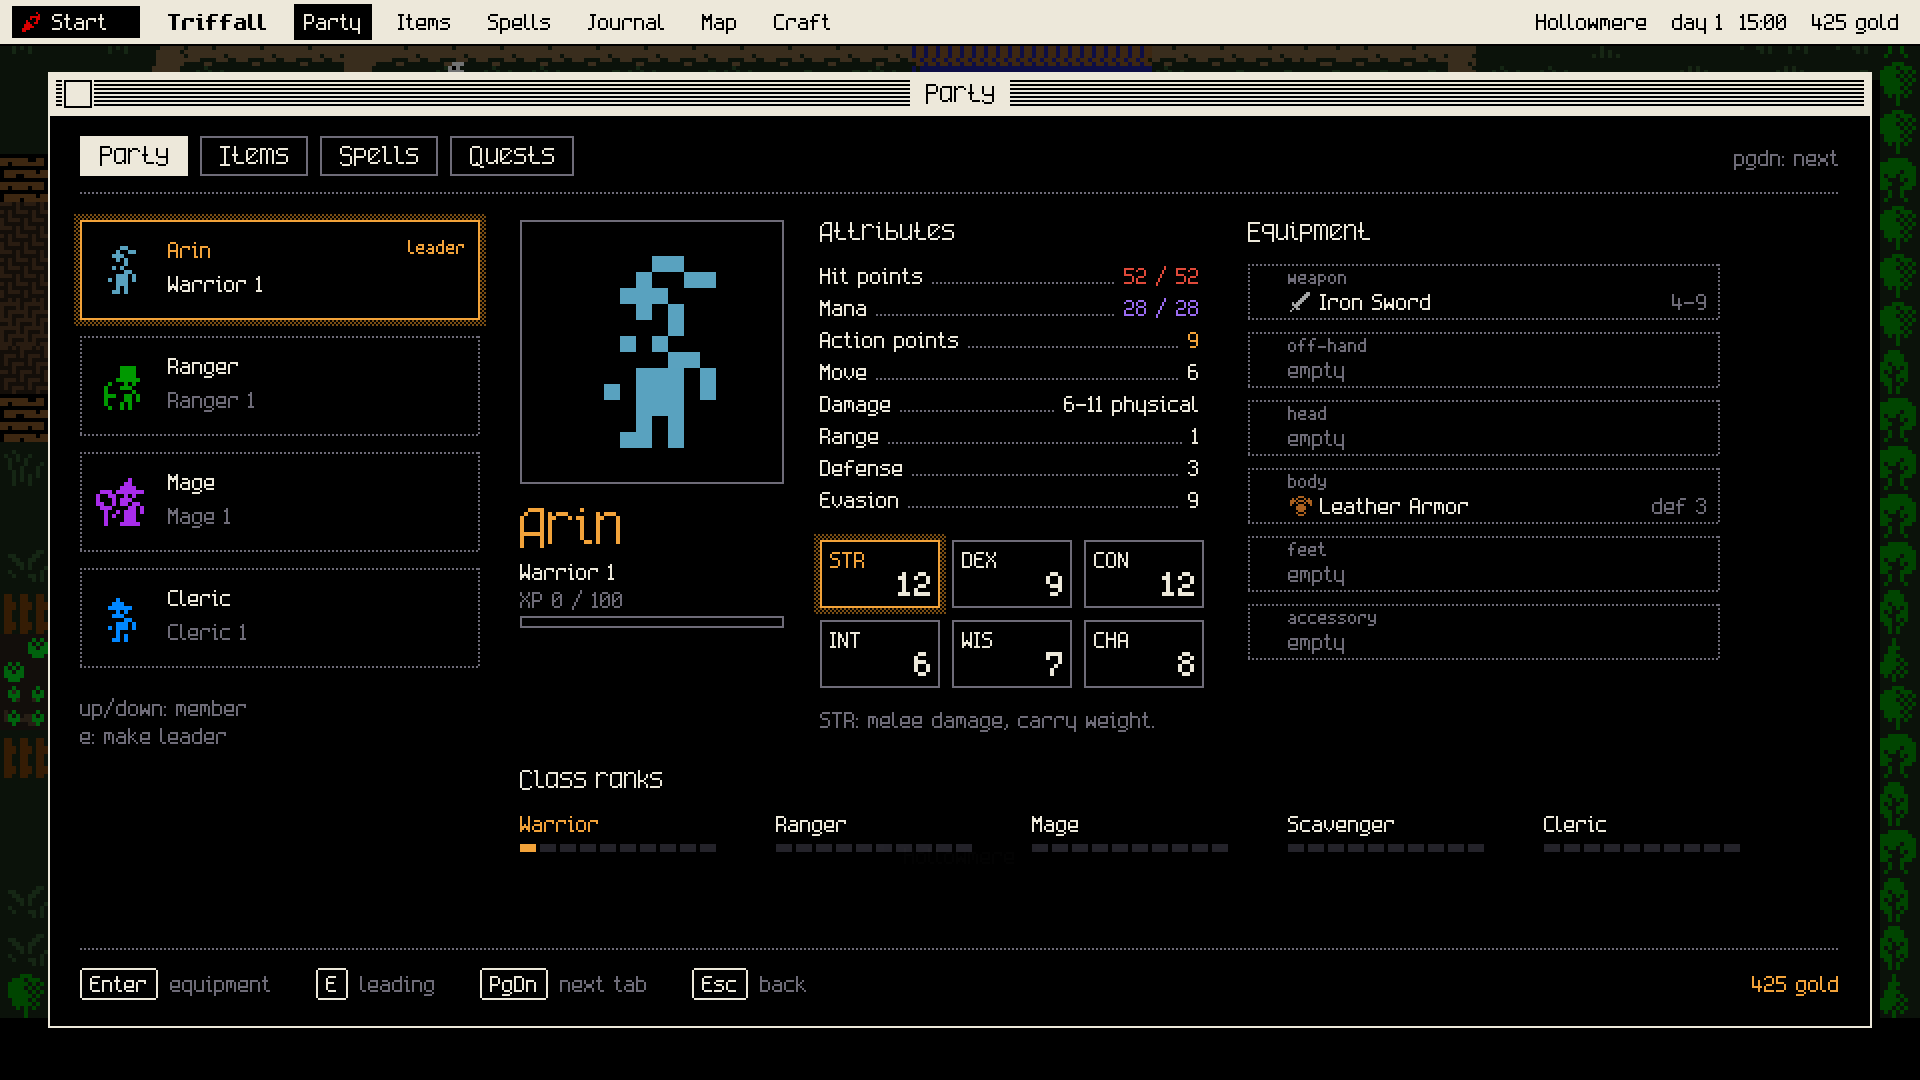 Start Triffall Party Items Spells Journal Map Craft Hollowmere day 1 15:00 425 gold
Party
Party Items Spells Quests pgdn: next
Arin leader
Warrior 1
Ranger
Ranger 1
Mage
Mage 1
Cleric
Cleric 1
up/down: member
e: make leader
Arin
Warrior 1
XP 0 / 100
Attributes
Hit points 52 / 52
Mana 28 / 28
Action points 9
Move 6
Damage 6-11 physical
Range 1
Defense 3
Evasion 9
STR 12 DEX 9 CON 12
INT 6 WIS 7 CHA 8
STR: melee damage, carry weight.
Equipment
weapon
Iron Sword 4-9
off-hand
empty
head
empty
body
Leather Armor def 3
feet
empty
accessory
empty
Class ranks
Warrior Ranger Mage Scavenger Cleric
Hollowmere
Enter equipment E leading PgDn next tab Esc back 425 gold